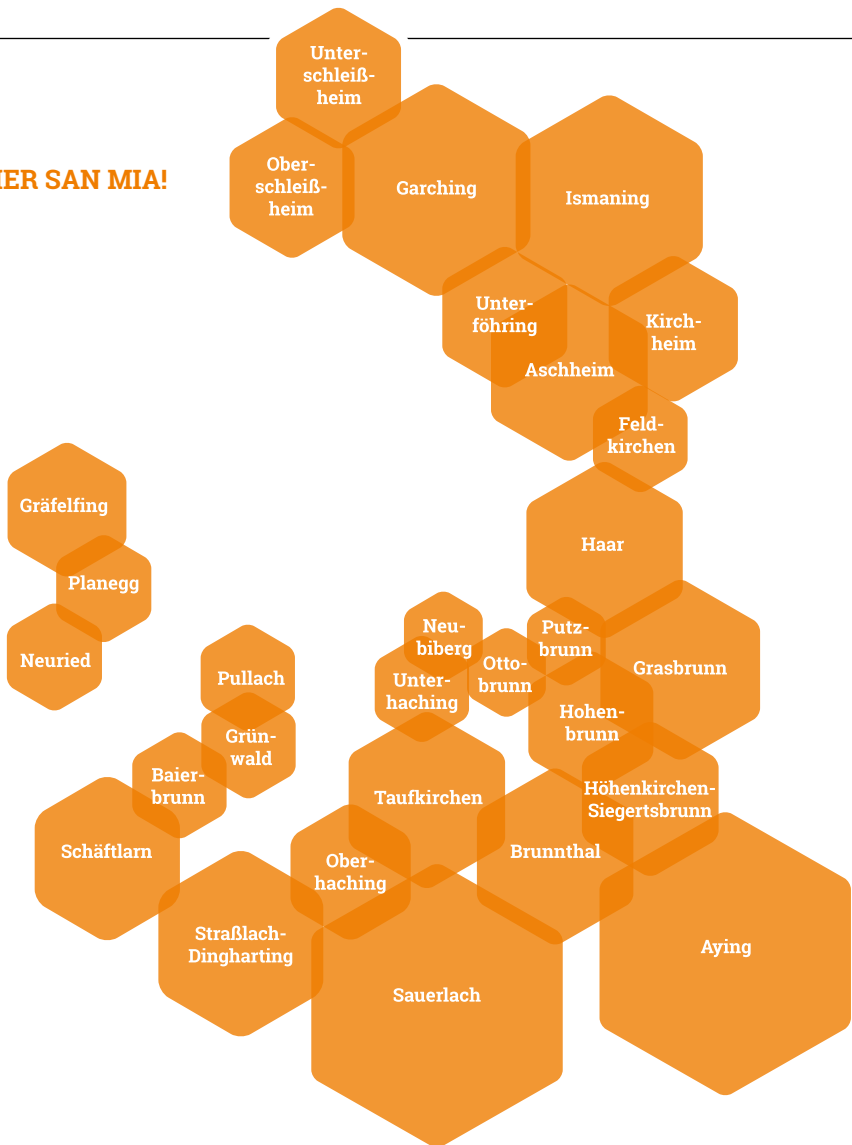 Unter-
schleiß-
heim
Ober-
schleiß-
heim
IER SAN MIA!
Garching
Ismaning
Unter-
föhring
Kirch-
heim
Aschheim
Feld-
kirchen
Gräfelfing
Haar
Planegg
Neuried
Neu-
biberg
Putz-
brunn
Pullach
Unter-
haching
Otto-
brunn
Grasbrunn
Grün-
wald
Hohen-
brunn
Baier-
brunn
Taufkirchen
Höhenkirchen-
Siegertsbrunn
Schäftlarn
Ober-
haching
Brunnthal
Straßlach-
Dingharting
Aying
Sauerlach